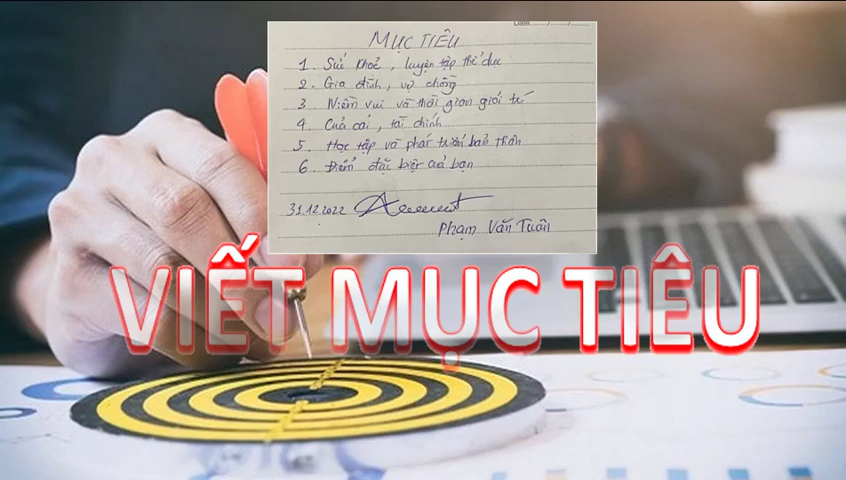 Date / /
MỤC TIÊU
1. Sức khoẻ, luyện tập thể dục
2. Gia đình, vợ chồng
3. Niềm vui và thời gian giải trí
4. Của cải, tài chính
5. Học tập và phát triển bản thân
6. Điểm đặc biệt của bạn
31.12.2022
Phạm Văn Tuân
VIẾT MỤC TIÊU